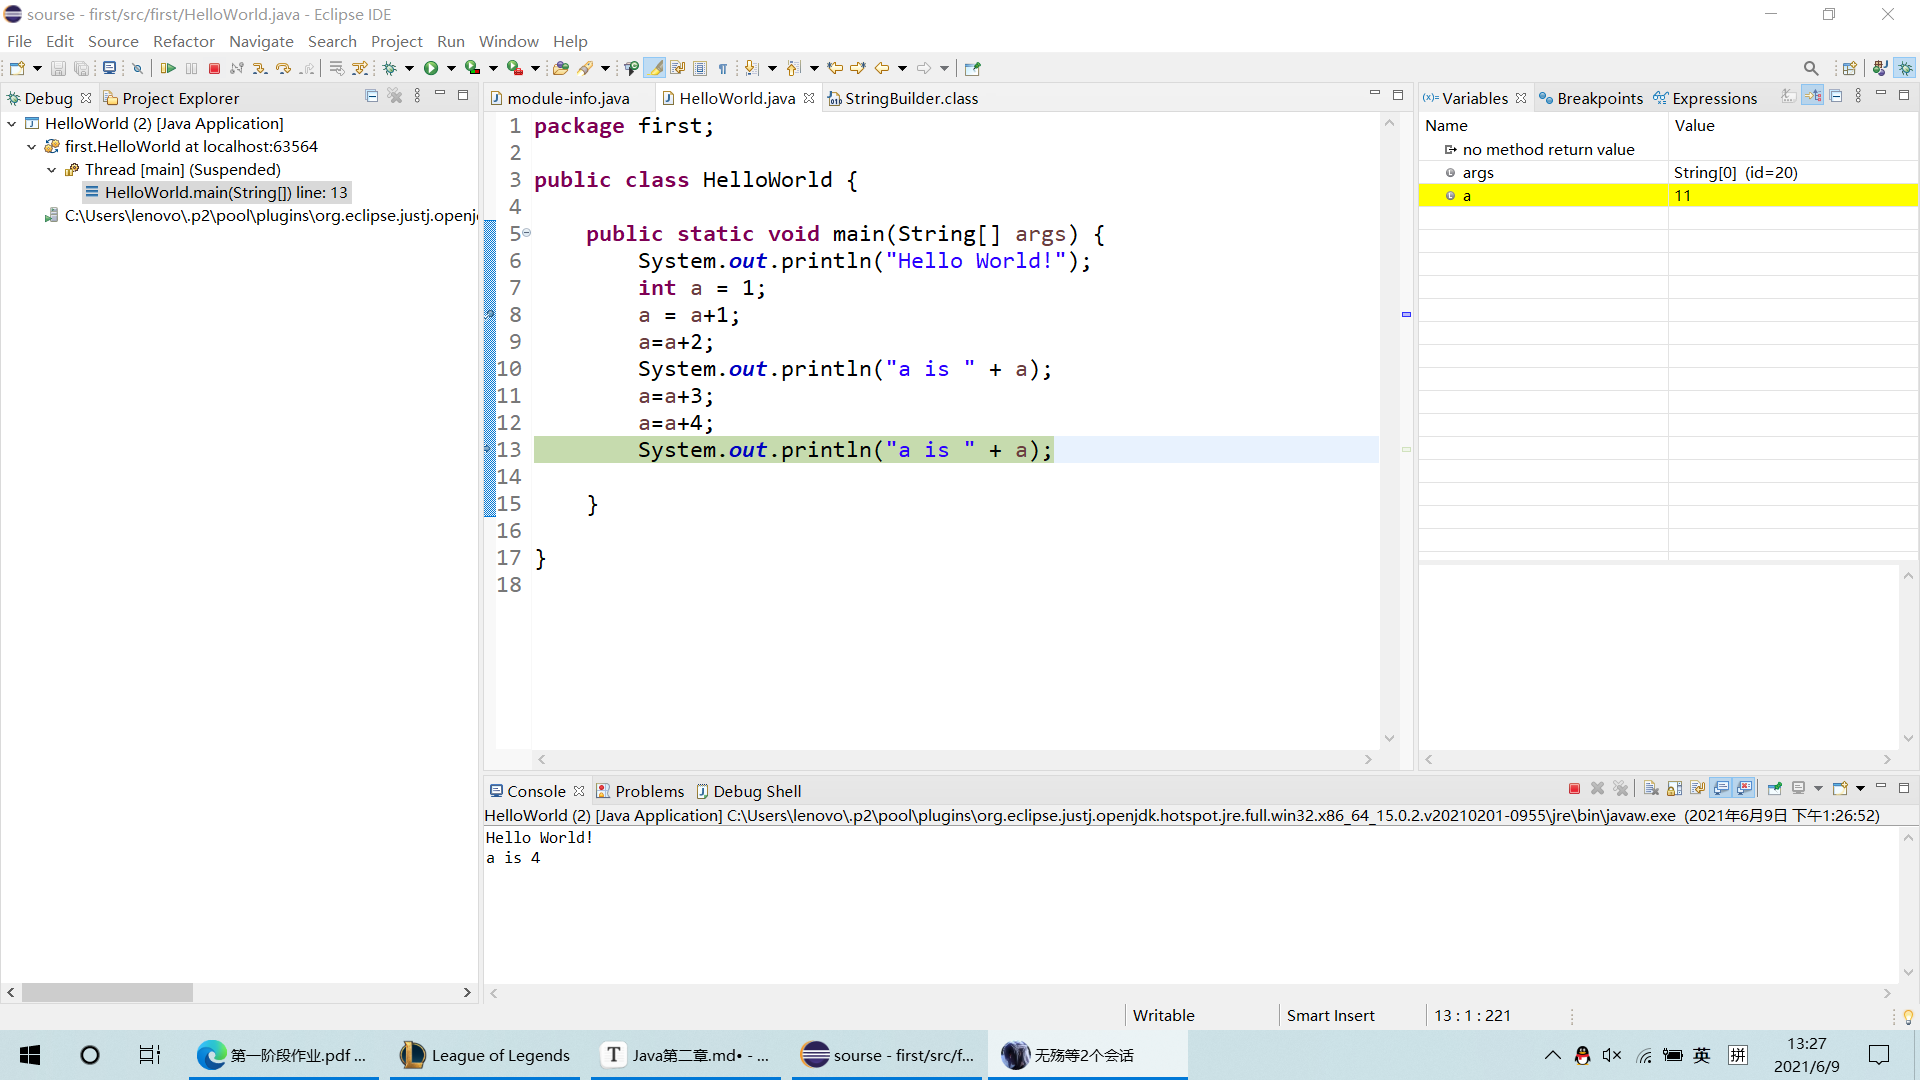 sourse - first/src/first/HelloWorld.java - Eclipse IDE
File Edit Source Refactor Navigate Search Project Run Window Help
Debug Project Explorer
HelloWorld (2) [Java Application]
first.HelloWorld at localhost:63564
Thread [main] (Suspended)
HelloWorld.main(String[]) line: 13
C:\Users\lenovo\.p2\pool\plugins\org.eclipse.justj.openj
module-info.java HelloWorld.java StringBuilder.class
1 package first;
2
3 public class HelloWorld {
4
5 public static void main(String[] args) {
6 System.out.println("Hello World!");
7 int a = 1;
8 a = a+1;
9 a=a+2;
10 System.out.println("a is " + a);
11 a=a+3;
12 a=a+4;
13 System.out.println("a is " + a);
14
15 }
16
17 }
18
(x)= Variables Breakpoints Expressions
Name Value
no method return value
args String[0] (id=20)
a 11
Console Problems Debug Shell
HelloWorld (2) [Java Application] C:\Users\lenovo\.p2\pool\plugins\org.eclipse.justj.openjdk.hotspot.jre.full.win32.x86_64_15.0.2.v20210201-0955\jre\bin\javaw.exe (2021年6月9日 下午1:26:52)
Hello World!
a is 4
Writable Smart Insert 13 : 1 : 221
第一阶段作业.pdf ... League of Legends T Java第二章.md• - ... sourse - first/src/f... 无殇等2个会话 英 拼 13:27
2021/6/9